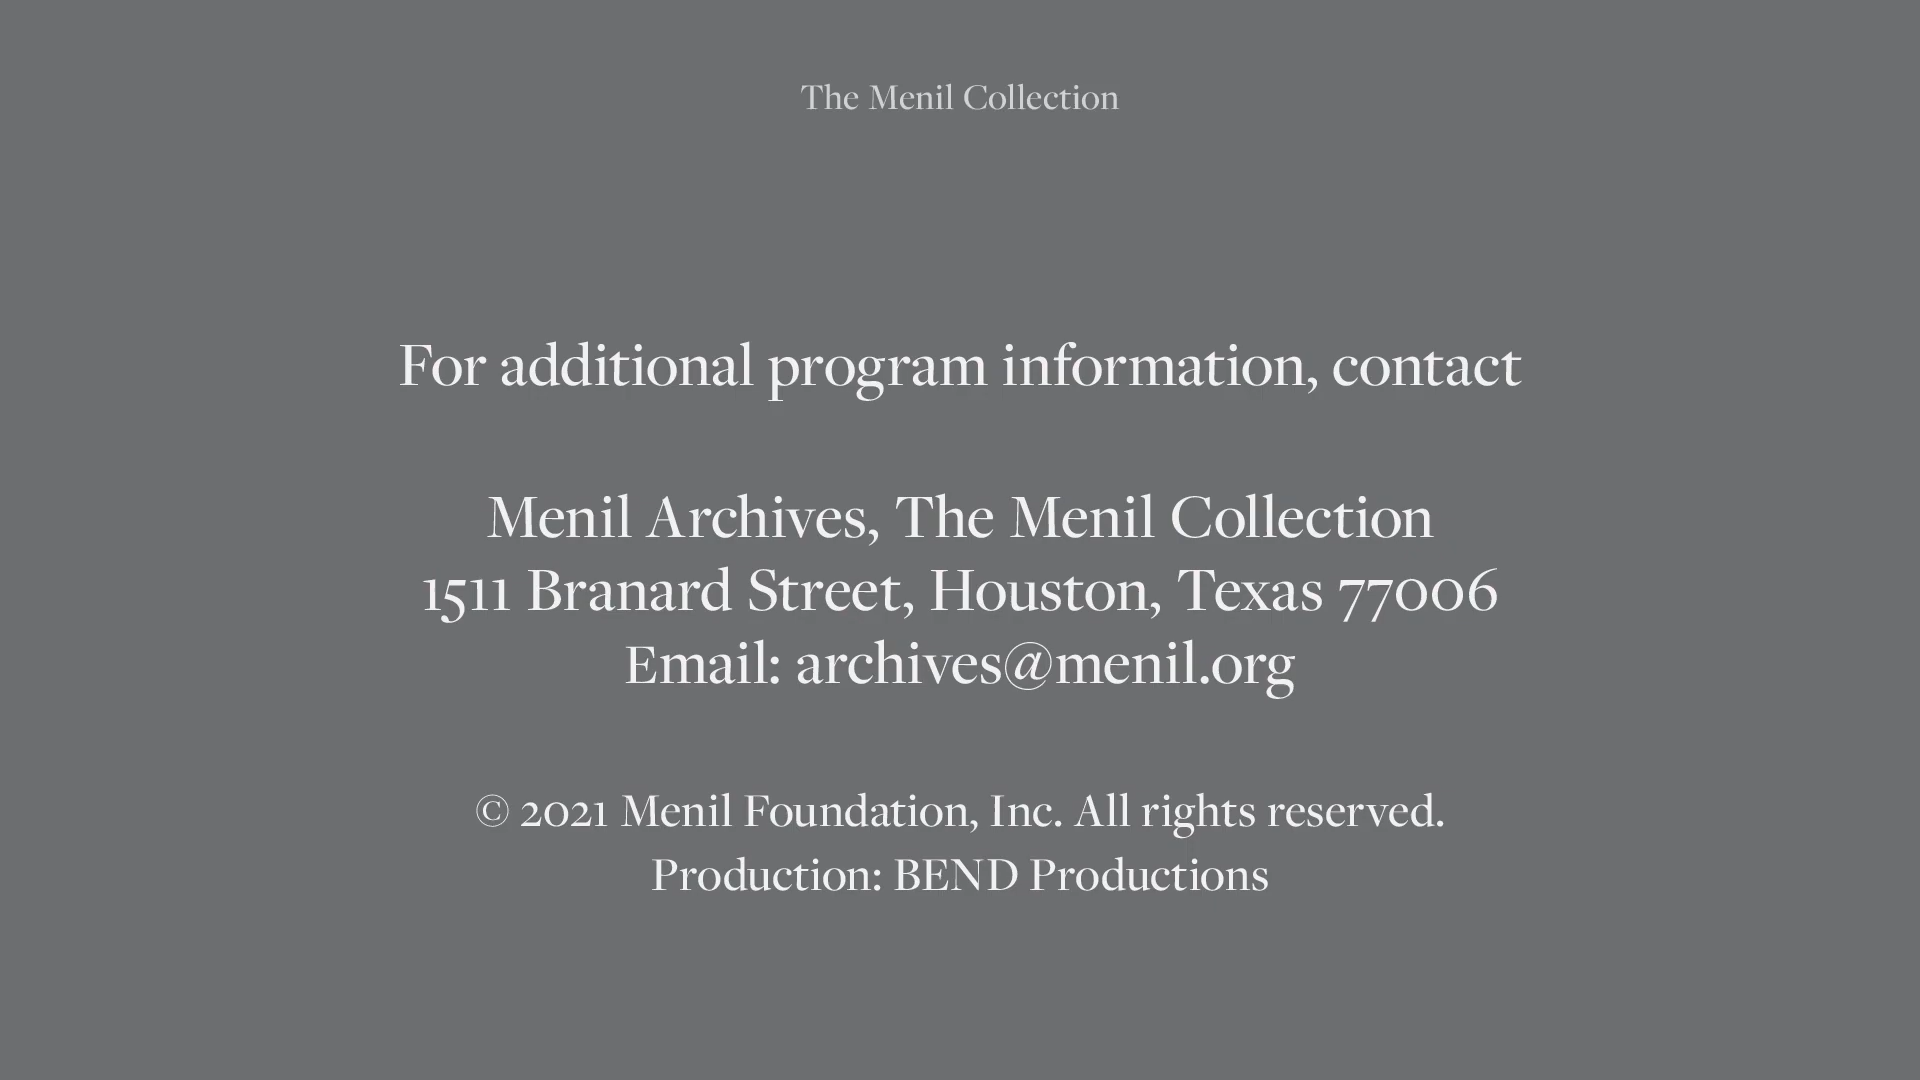 The Menil Collection
For additional program information, contact
Menil Archives, The Menil Collection
1511 Branard Street, Houston, Texas 77006
Email: archives@menil.org
© 2021 Menil Foundation, Inc. All rights reserved.
Production: BEND Productions